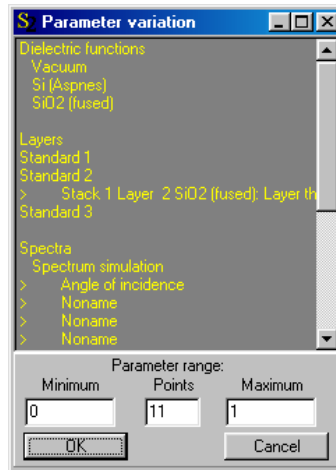 S2 Parameter variation
Dielectric functions
Vacuum
Si (Aspnes)
SiO2 (fused)
Layers
Standard 1
Standard 2
> Stack 1 Layer 2 SiO2 (fused): Layer th
Standard 3
Spectra
Spectrum simulation
> Angle of incidence
> Noname
> Noname
> Noname
Parameter range:
Minimum Points Maximum
0 11 1
OK Cancel